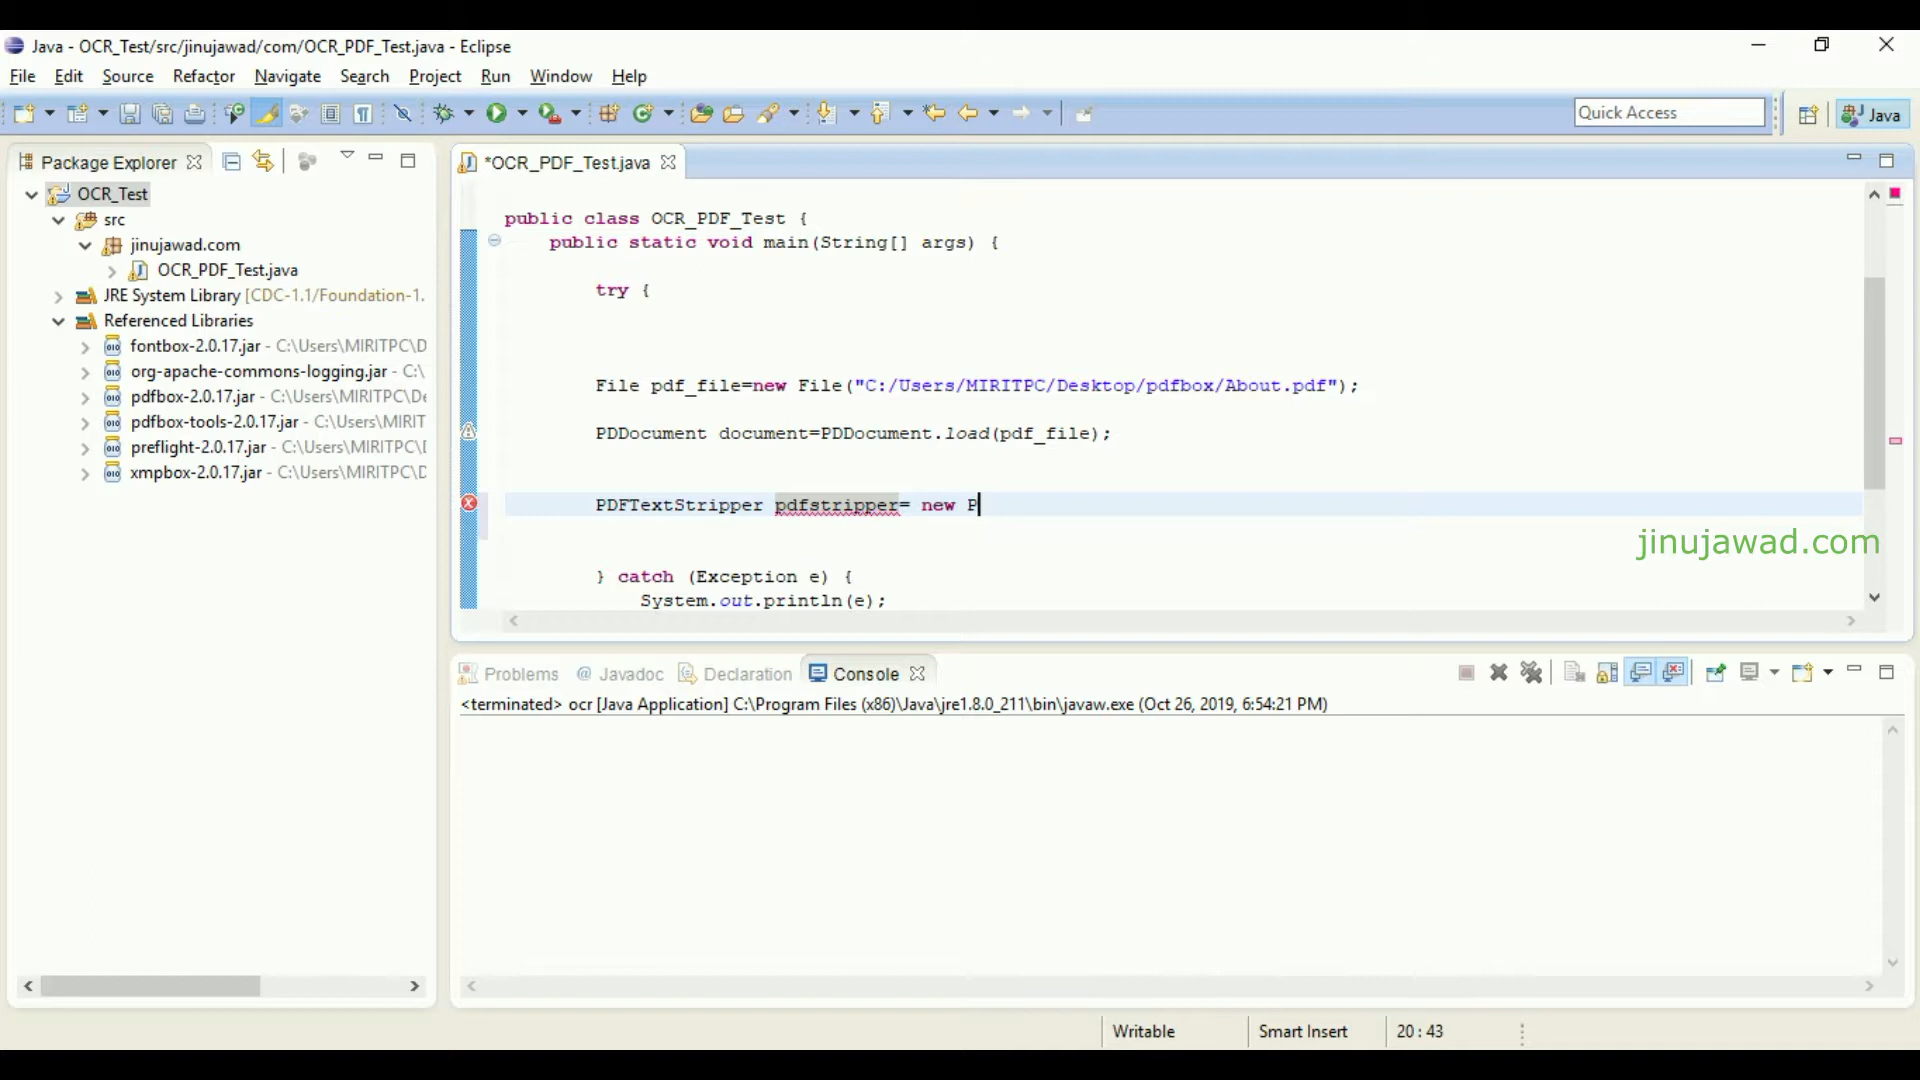 Java - OCR_Test/src/jinujawad/com/OCR_PDF_Test.java - Eclipse
File Edit Source Refactor Navigate Search Project Run Window Help
Quick Access
Java
Package Explorer
*OCR_PDF_Test.java
OCR_Test
src
jinujawad.com
OCR_PDF_Test.java
JRE System Library [CDC-1.1/Foundation-1.
Referenced Libraries
fontbox-2.0.17.jar - C:\Users\MIRITPC\D
org-apache-commons-logging.jar - C:\
pdfbox-2.0.17.jar - C:\Users\MIRITPC\De
pdfbox-tools-2.0.17.jar - C:\Users\MIRIT
preflight-2.0.17.jar - C:\Users\MIRITPC\D
xmpbox-2.0.17.jar - C:\Users\MIRITPC\D
public class OCR_PDF_Test {
public static void main(String[] args) {
try {
File pdf_file=new File("C:/Users/MIRITPC/Desktop/pdfbox/About.pdf");
PDDocument document=PDDocument.load(pdf_file);
PDFTextStripper pdfstripper= new P
jinujawad.com
} catch (Exception e) {
System.out.println(e);
Problems @ Javadoc Declaration Console
<terminated> ocr [Java Application] C:\Program Files (x86)\Java\jre1.8.0_211\bin\javaw.exe (Oct 26, 2019, 6:54:21 PM)
Writable Smart Insert 20 : 43